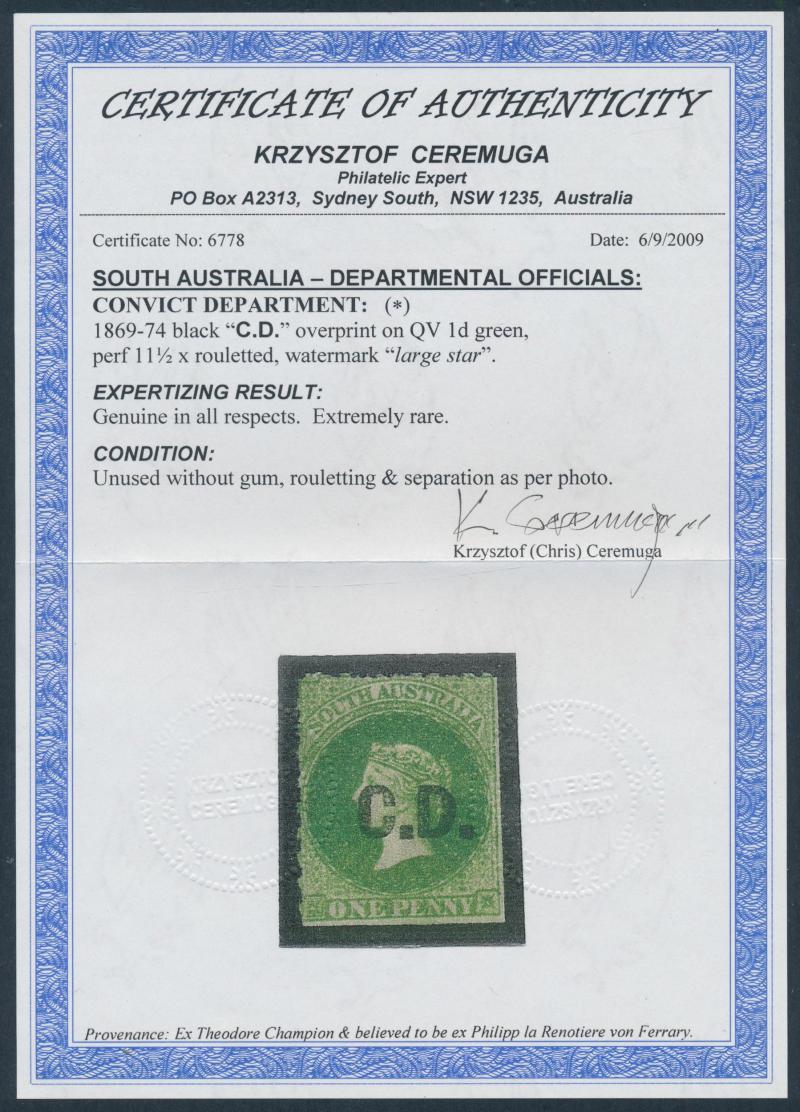 CERTIFICATE OF AUTHENTICITY
KRZYSZTOF CEREMUGA
Philatelic Expert
PO Box A2313, Sydney South, NSW 1235, Australia
Certificate No: 6778 Date: 6/9/2009
SOUTH AUSTRALIA – DEPARTMENTAL OFFICIALS:
CONVICT DEPARTMENT: (*)
1869-74 black “C.D.” overprint on QV 1d green,
perf 11½ x rouletted, watermark “large star”.
EXPERTIZING RESULT:
Genuine in all respects. Extremely rare.
CONDITION:
Unused without gum, rouletting & separation as per photo.
K. Ceremuga
Krzysztof (Chris) Ceremuga
SOUTH AUSTRALIA
C.D.
ONE PENNY
KRZYSZTO
CEREMUG
Provenance: Ex Theodore Champion & believed to be ex Philipp la Renotiere von Ferrary.